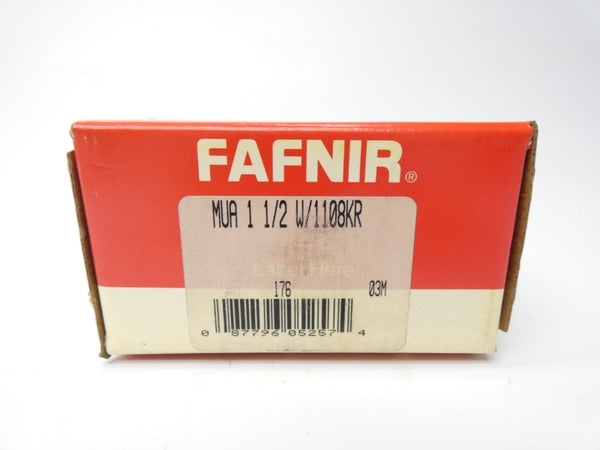 FAFNIR®
MUA 1 1/2 W/1108KR
Label Here
176 03M
0 87796 05257 4